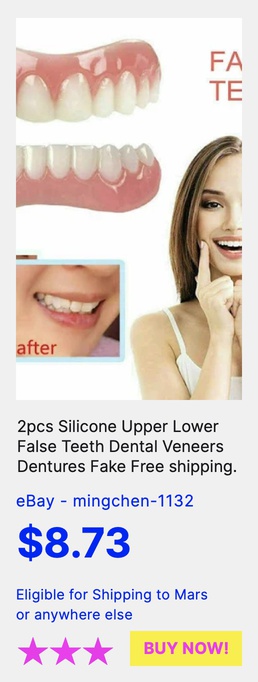 FA
TE
after
2pcs Silicone Upper Lower
False Teeth Dental Veneers
Dentures Fake Free shipping.
eBay - mingchen-1132
$8.73
Eligible for Shipping to Mars
or anywhere else
BUY NOW!